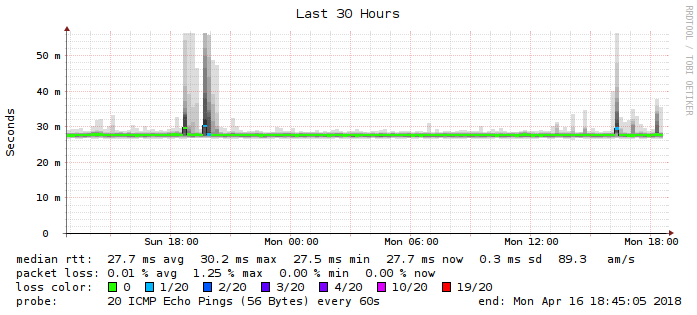 Last 30 Hours
RRDTOOL / TOBI OETIKER
Seconds
50 m
40 m
30 m
20 m
10 m
0
Sun 18:00 Mon 00:00 Mon 06:00 Mon 12:00 Mon 18:00
median rtt: 27.7 ms avg 30.2 ms max 27.5 ms min 27.7 ms now 0.3 ms sd 89.3 am/s
packet loss: 0.01 % avg 1.25 % max 0.00 % min 0.00 % now
loss color: 0 1/20 2/20 3/20 4/20 10/20 19/20
probe: 20 ICMP Echo Pings (56 Bytes) every 60s end: Mon Apr 16 18:45:05 2018